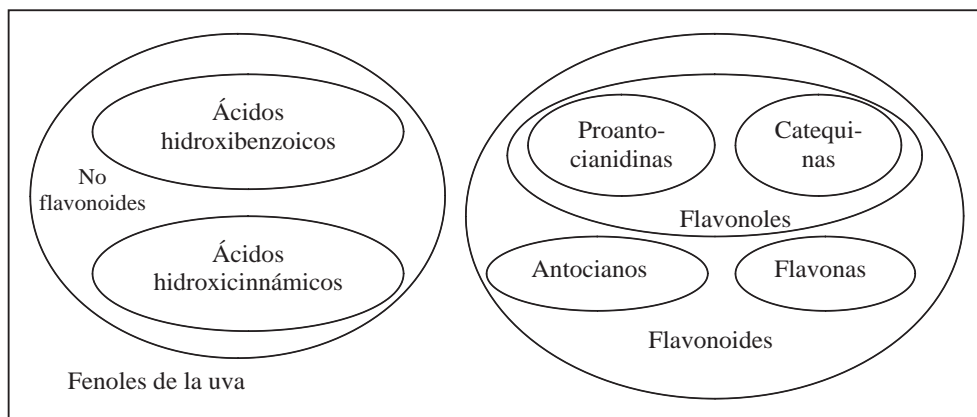 Ácidos
hidroxibenzoicos
No
flavonoides
Ácidos
hidroxicinnámicos
Fenoles de la uva
Proanto-
cianidinas
Catequi-
nas
Flavonoles
Antocianos
Flavonas
Flavonoides